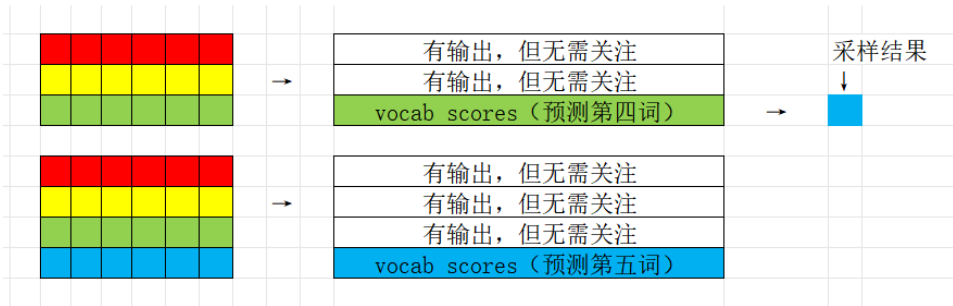 有输出，但无需关注
采样结果
→
有输出，但无需关注
↓
vocab scores（预测第四词）
→
有输出，但无需关注
→
有输出，但无需关注
有输出，但无需关注
vocab scores（预测第五词）